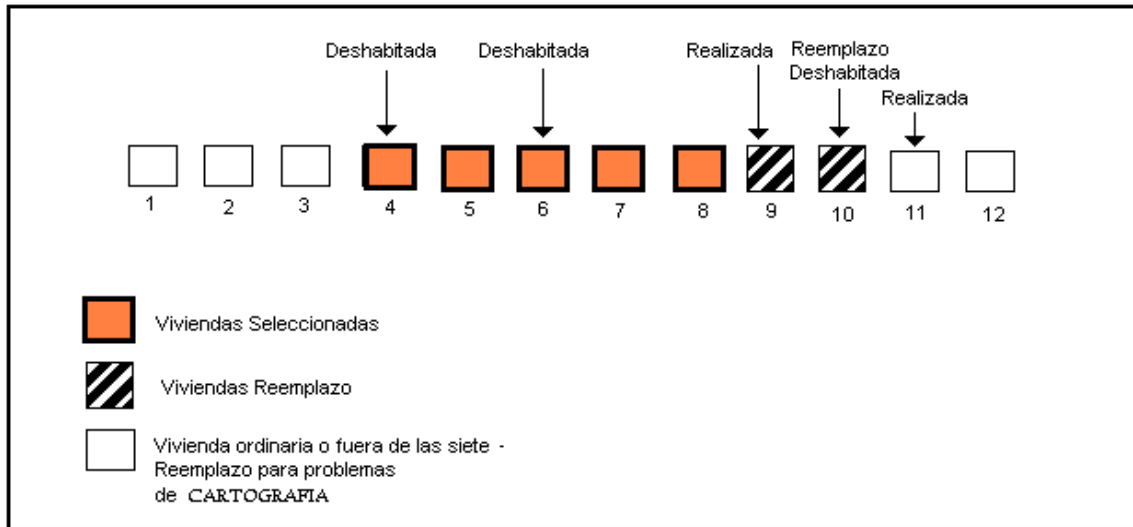 Deshabitada Deshabitada Realizada Reemplazo
Deshabitada
Realizada
1 2 3 4 5 6 7 8 9 10 11 12
Viviendas Seleccionadas
Viviendas Reemplazo
Vivienda ordinaria o fuera de las siete -
Reemplazo para problemas
de CARTOGRAFIA